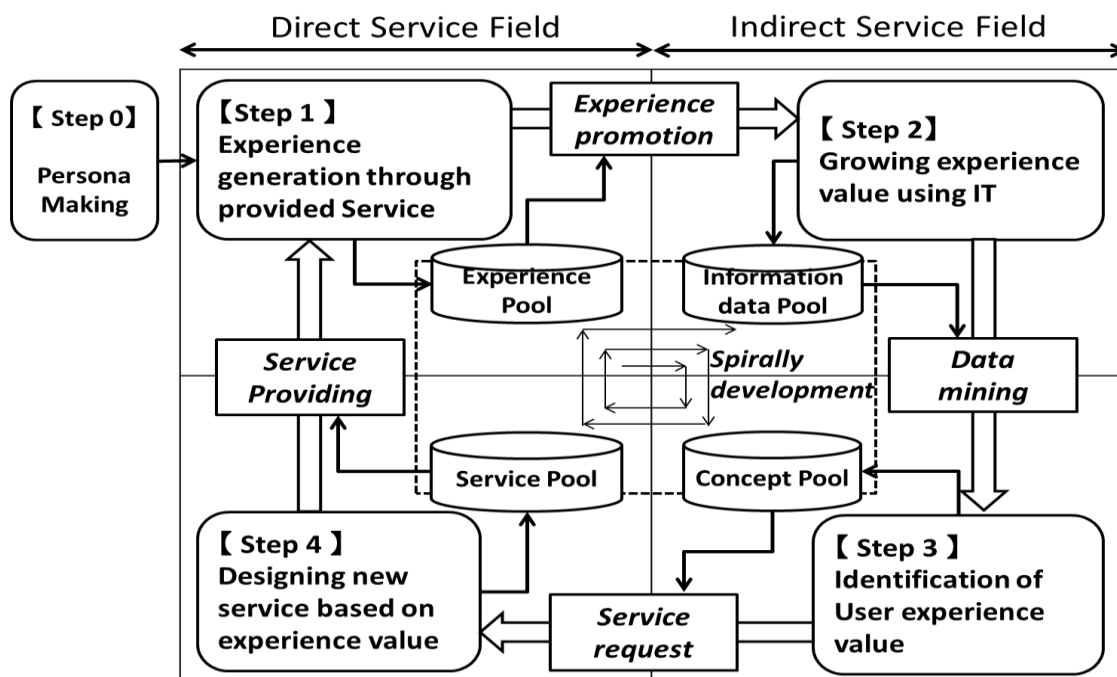 Direct Service Field
Indirect Service Field
【 Step 0】
Persona
Making
【Step 1 】
Experience
generation through
provided Service
Experience
promotion
【 Step 2】
Growing experience
value using IT
Experience
Pool
Information
data Pool
Service
Providing
Spirally
development
Data
mining
Service Pool
Concept Pool
【 Step 4 】
Designing new
service based on
experience value
Service
request
【 Step 3 】
Identification of
User experience
value